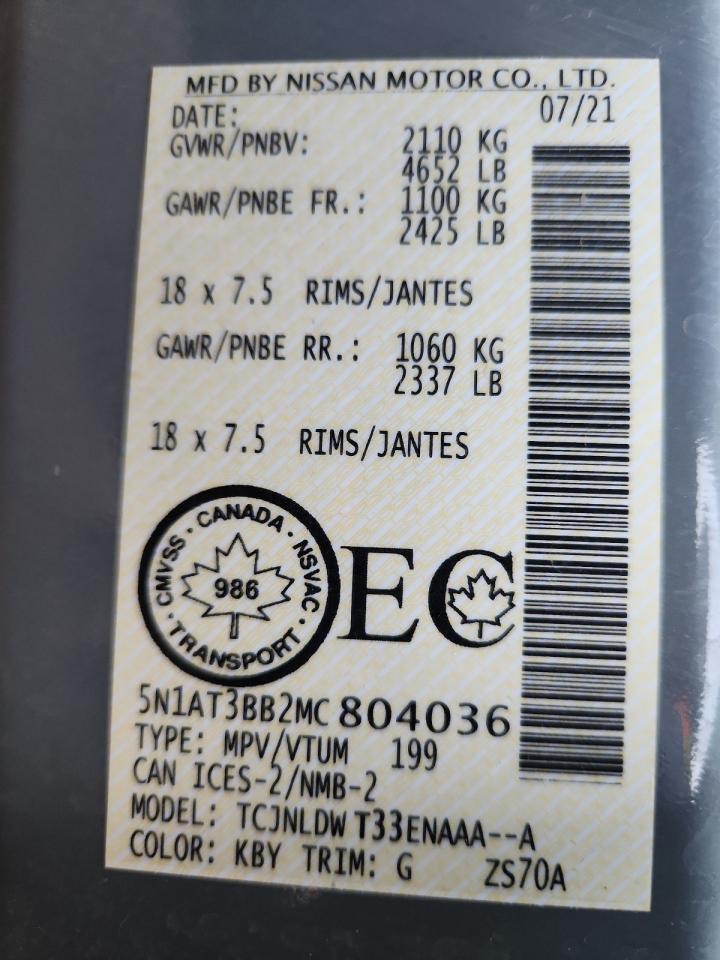 MFD BY NISSAN MOTOR CO., LTD.
DATE: 07/21
GVWR/PNBV: 2110 KG
4652 LB
GAWR/PNBE FR.: 1100 KG
2425 LB
18 x 7.5 RIMS/JANTES
GAWR/PNBE RR.: 1060 KG
2337 LB
18 x 7.5 RIMS/JANTES
CMVSS · CANADA · NSVAC · TRANSPORT ·
986
EC
5N1AT3BB2MC 804036
TYPE: MPV/VTUM 199
CAN ICES-2/NMB-2
MODEL: TCJNLDW T33ENAAA--A
COLOR: KBY TRIM: G ZS70A